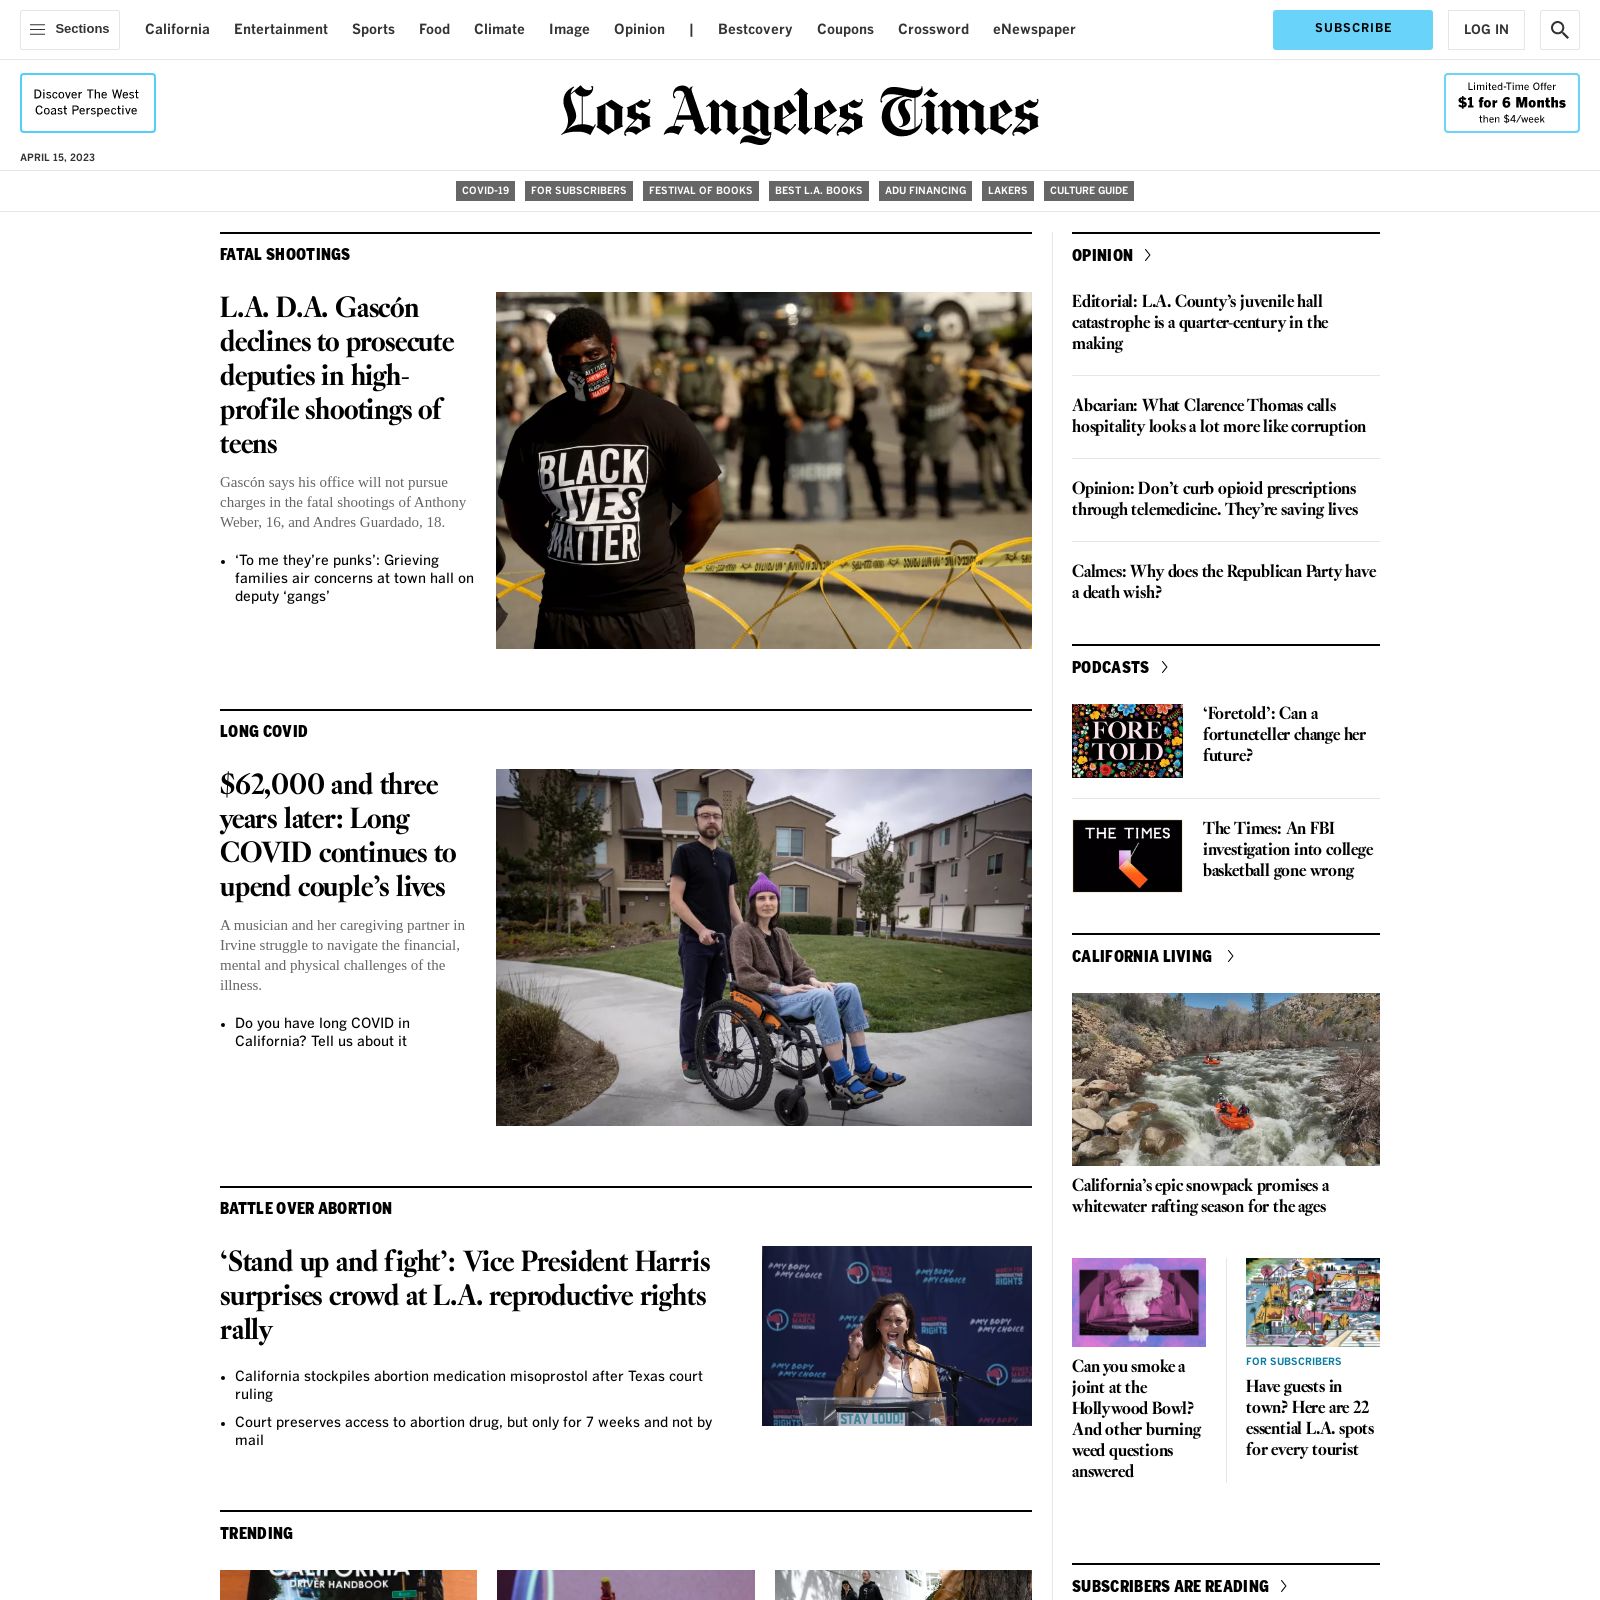 Sections
California
Entertainment
Sports
Food
Climate
Image
Opinion
|
Bestcovery
Coupons
Crossword
eNewspaper
SUBSCRIBE
LOG IN
Discover The West
Coast Perspective
Los Angeles Times
Limited-Time Offer
$1 for 6 Months
then $4/week
APRIL 15, 2023
COVID-19
FOR SUBSCRIBERS
FESTIVAL OF BOOKS
BEST L.A. BOOKS
ADU FINANCING
LAKERS
CULTURE GUIDE
FATAL SHOOTINGS
L.A. D.A. Gascón
declines to prosecute
deputies in high-
profile shootings of
teens
Gascón says his office will not pursue
charges in the fatal shootings of Anthony
Weber, 16, and Andres Guardado, 18.
• ‘To me they’re punks’: Grieving
families air concerns at town hall on
deputy ‘gangs’
BLACK
LIVES
MATTER
SHERIFF
LONG COVID
$62,000 and three
years later: Long
COVID continues to
upend couple’s lives
A musician and her caregiving partner in
Irvine struggle to navigate the financial,
mental and physical challenges of the
illness.
• Do you have long COVID in
California? Tell us about it
BATTLE OVER ABORTION
‘Stand up and fight’: Vice President Harris
surprises crowd at L.A. reproductive rights
rally
• California stockpiles abortion medication misoprostol after Texas court
ruling
• Court preserves access to abortion drug, but only for 7 weeks and not by
mail
#MY BODY
#MY CHOICE
STAY LOUD!
TRENDING
CALIFORNIA
DRIVER HANDBOOK
OPINION
Editorial: L.A. County’s juvenile hall
catastrophe is a quarter-century in the
making
Abcarian: What Clarence Thomas calls
hospitality looks a lot more like corruption
Opinion: Don’t curb opioid prescriptions
through telemedicine. They’re saving lives
Calmes: Why does the Republican Party have
a death wish?
PODCASTS
FORE
TOLD
‘Foretold’: Can a
fortuneteller change her
future?
THE TIMES
The Times: An FBI
investigation into college
basketball gone wrong
CALIFORNIA LIVING
California’s epic snowpack promises a
whitewater rafting season for the ages
Can you smoke a
joint at the
Hollywood Bowl?
And other burning
weed questions
answered
FOR SUBSCRIBERS
Have guests in
town? Here are 22
essential L.A. spots
for every tourist
SUBSCRIBERS ARE READING